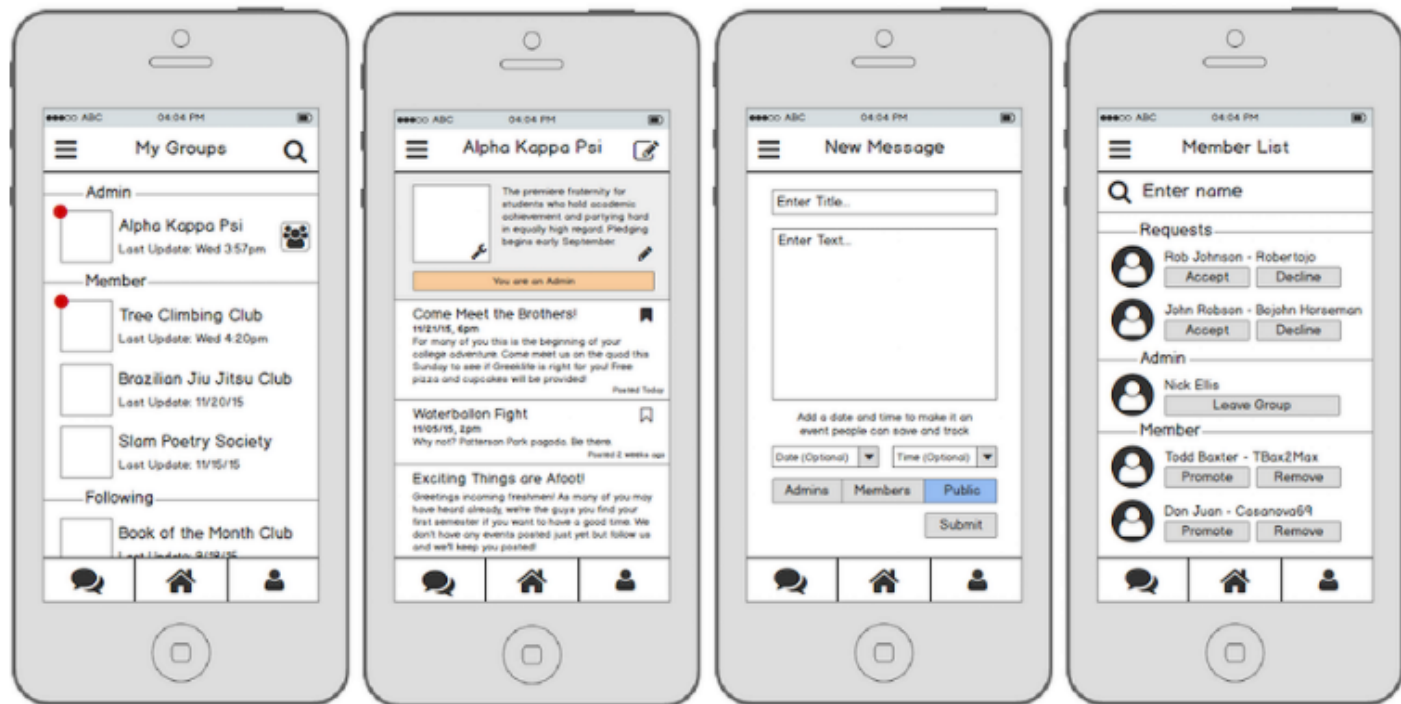 ABC 04:04 PM
My Groups
Admin
Alpha Kappa Psi
Last Update: Wed 3:57pm
Member
Tree Climbing Club
Last Update: Wed 4:20pm
Brazilian Jiu Jitsu Club
Last Update: 11/20/15
Slam Poetry Society
Last Update: 11/15/15
Following
Book of the Month Club
Last Update: 9/18/15
ABC 04:04 PM
Alpha Kappa Psi
The premiere fraternity for
students who hold academic
achievement and partying hard
in equally high regard. Pledging
begins early September.
You are an Admin
Come Meet the Brothers!
11/21/15, 6pm
For many of you this is the beginning of your
college adventure. Come meet us on the quad this
Sunday to see if Greeklife is right for you! Free
pizza and cupcakes will be provided!
Posted Today
Waterballon Fight
11/05/15, 2pm
Why not? Patterson Park pagoda. Be there.
Posted 2 weeks ago
Exciting Things are Afoot!
Greetings incoming freshmen! As many of you may
have heard already, we're the guys you find your
first semester if you want to have a good time. We
don't have any events posted just yet but follow us
and we'll keep you posted!
ABC 04:04 PM
New Message
Enter Title...
Enter Text...
Add a date and time to make it an
event people can save and track
Date (Optional) Time (Optional)
Admins Members Public
Submit
ABC 04:04 PM
Member List
Enter name
Requests
Rob Johnson - Robertojo
Accept Decline
John Robson - Bojohn Horseman
Accept Decline
Admin
Nick Ellis
Leave Group
Member
Todd Baxter - TBax2Max
Promote Remove
Don Juan - Casanova69
Promote Remove